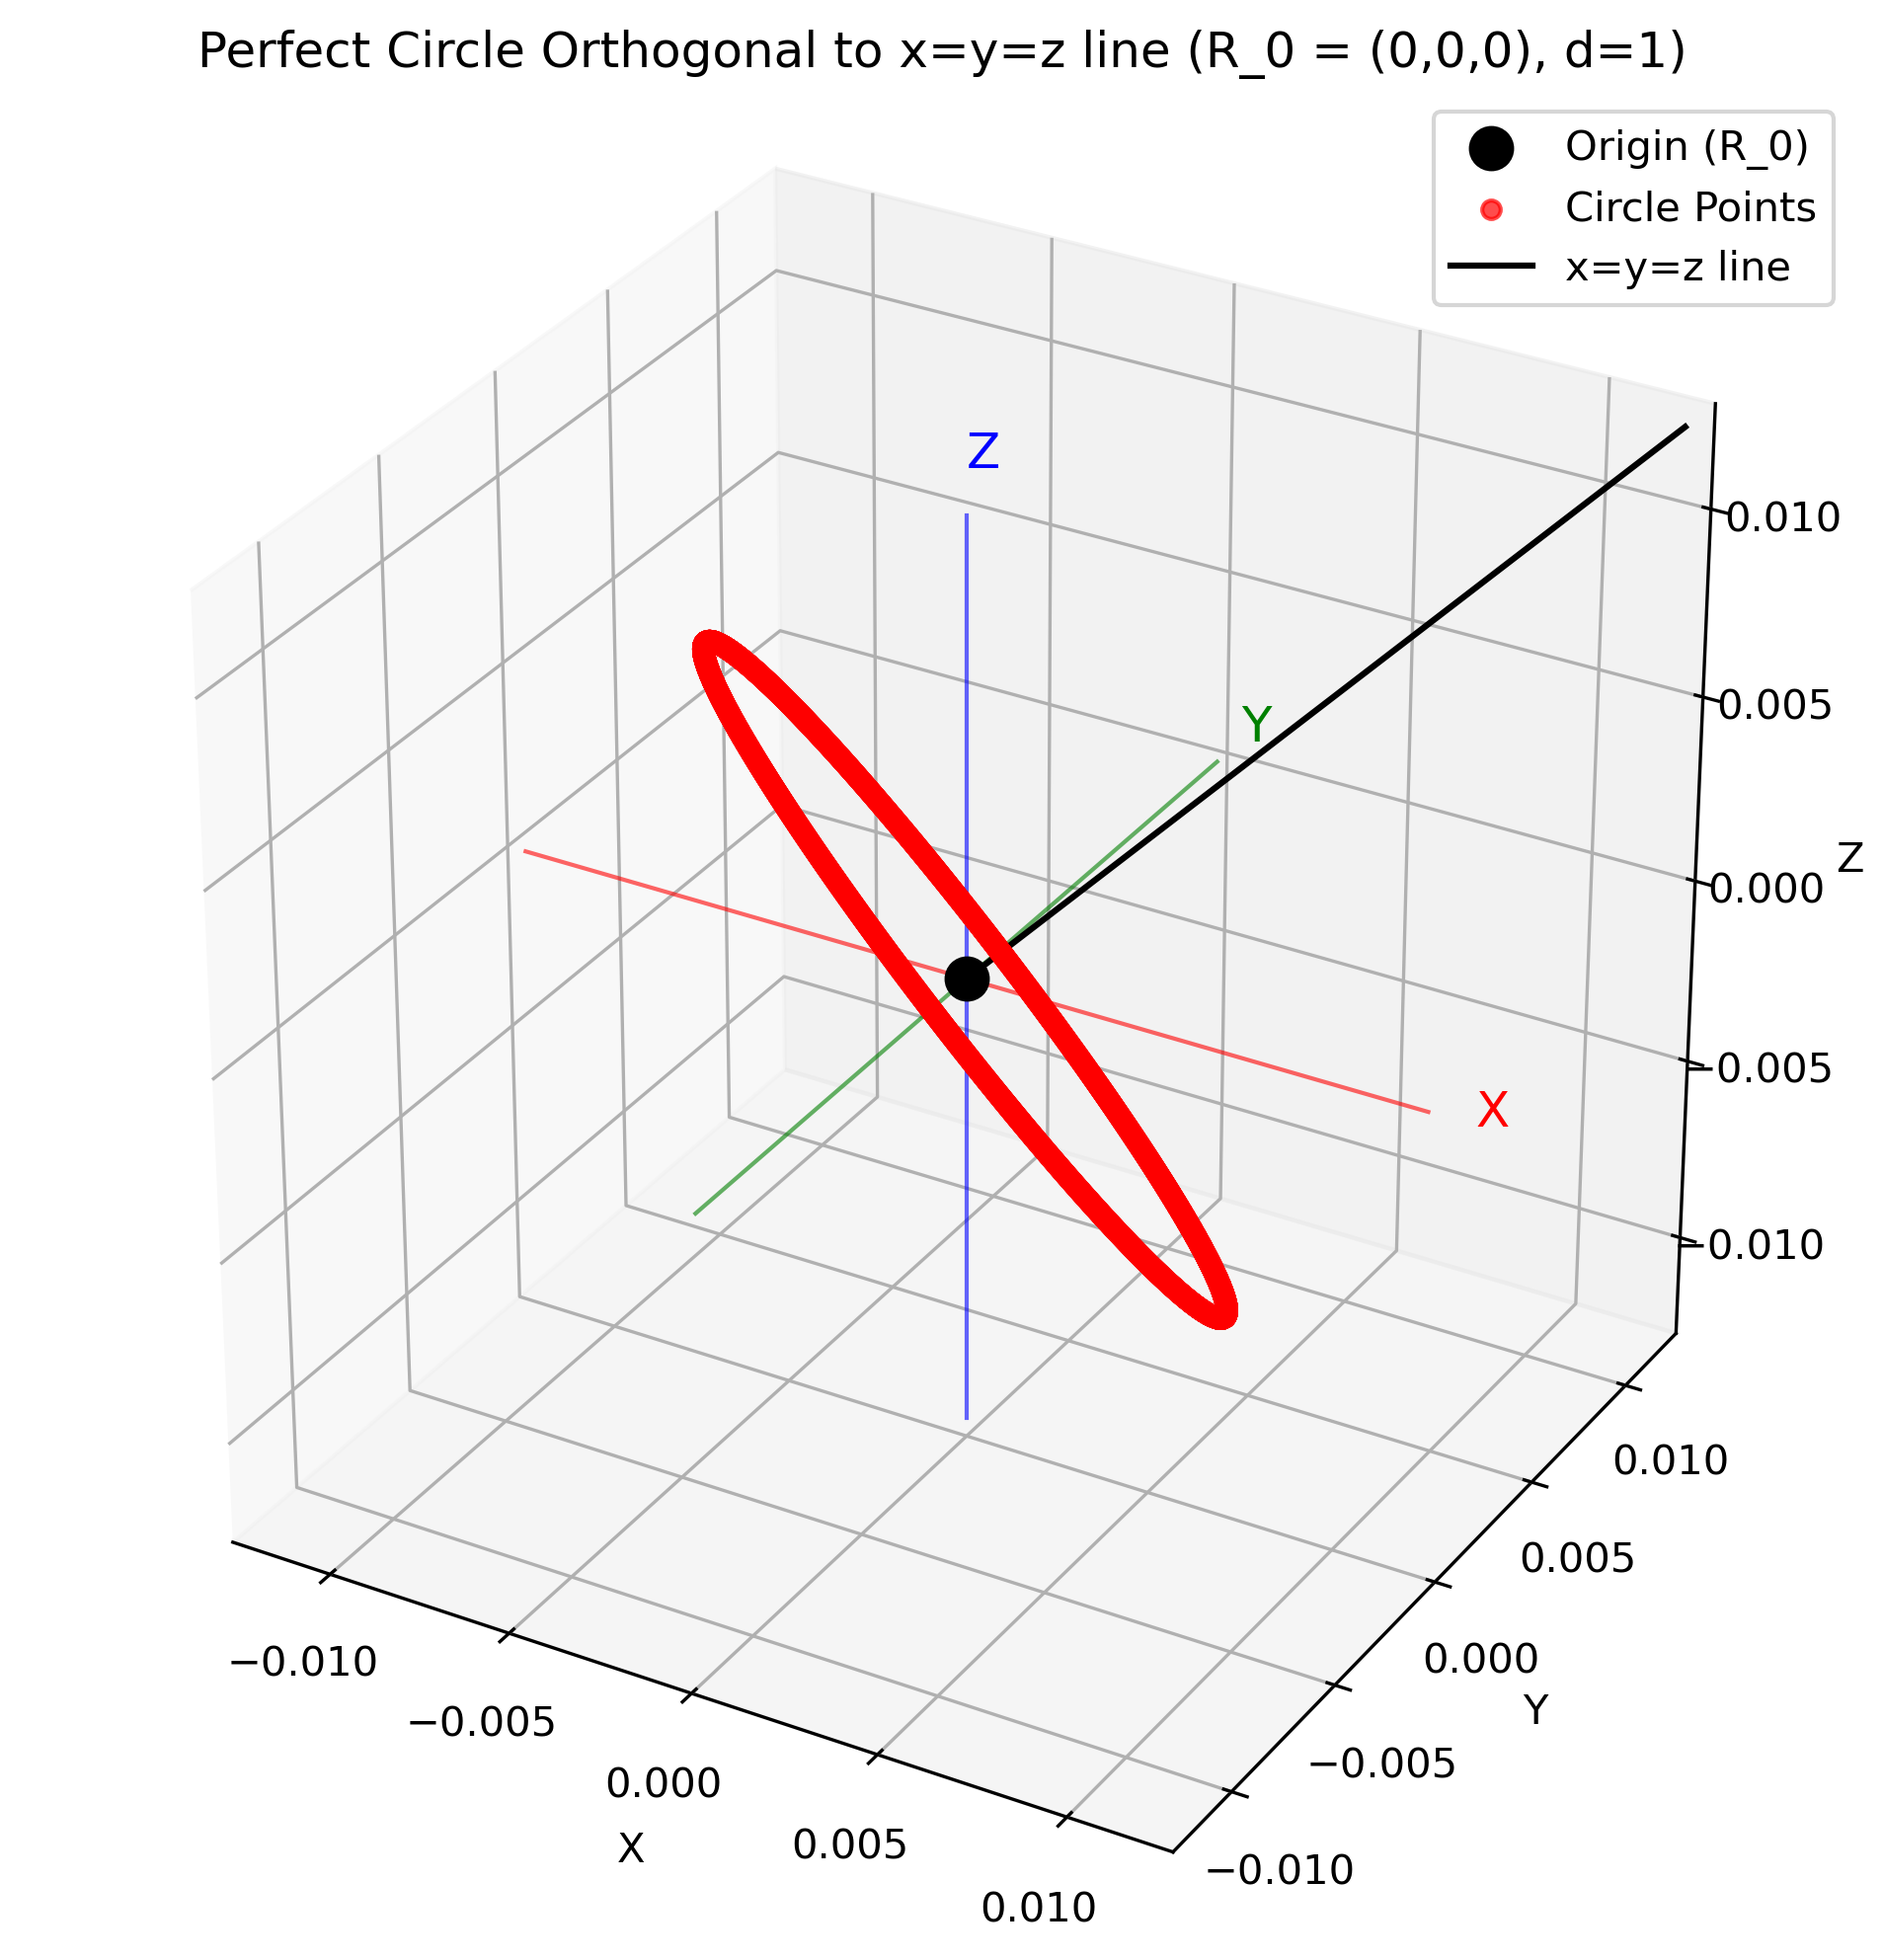 Perfect Circle Orthogonal to x=y=z line (R_0 = (0,0,0), d=1)
Origin (R_0)
Circle Points
x=y=z line
Z
Y
X
0.010
0.005
0.000
−0.005
−0.010
Z
0.010
0.005
0.000
−0.005
−0.010
Y
−0.010
−0.005
0.000
0.005
0.010
X